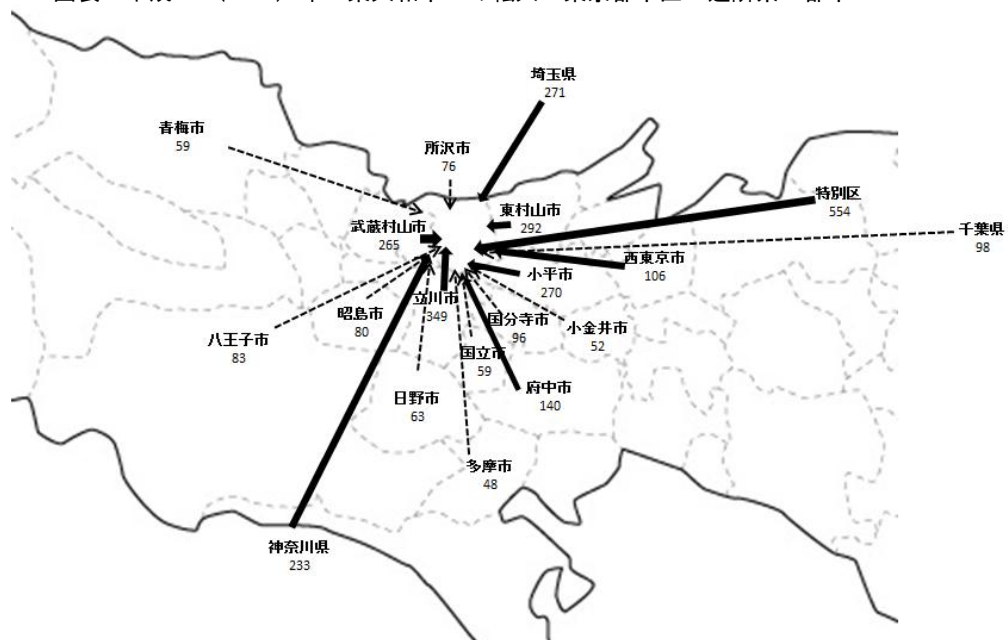 埼玉県
271
青梅市
59
所沢市
76
特別区
554
東村山市
292
武蔵村山市
265
千葉県
98
西東京市
106
小平市
270
立川市
349
昭島市
80
国分寺市
96
小金井市
52
八王子市
83
国立市
59
府中市
140
日野市
63
多摩市
48
神奈川県
233